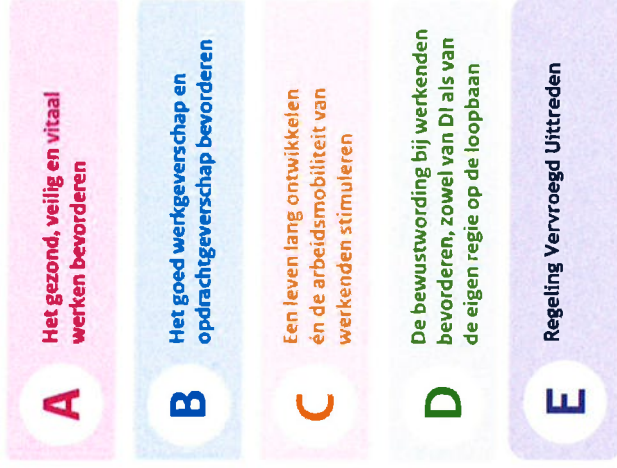 A
Het gezond, veilig en vitaal
werken bevorderen
B
Het goed werkgeverschap en
opdrachtgeverschap bevorderen
C
Een leven lang ontwikkelen
én de arbeidsmobiliteit van
werkenden stimuleren
D
De bewustwording bij werkenden
bevorderen, zowel van DI als van
de eigen regie op de loopbaan
E
Regeling Vervroegd Uittreden